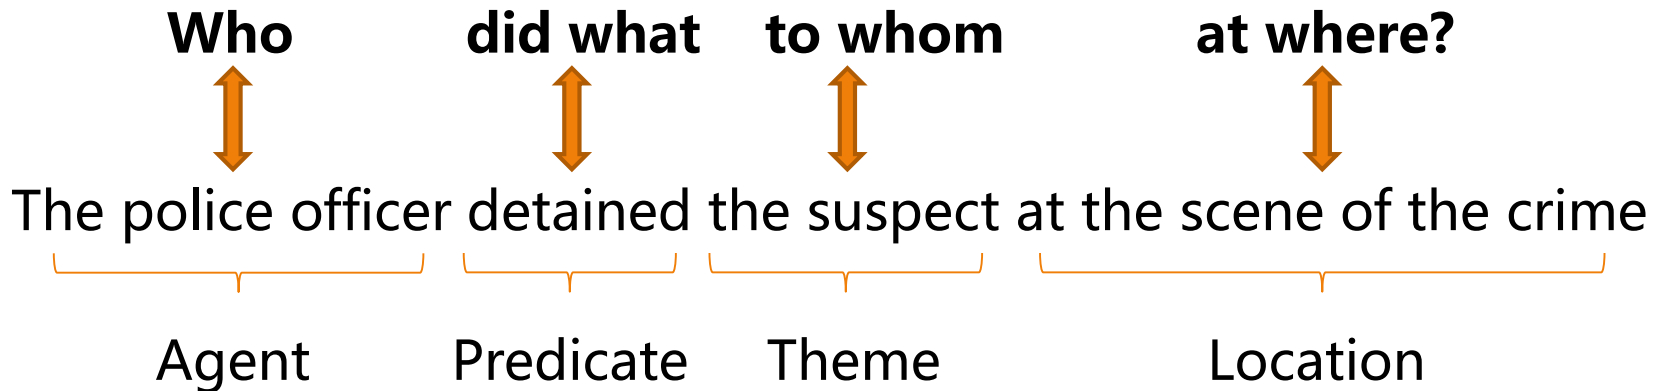 Who did what to whom at where?
The police officer detained the suspect at the scene of the crime
Agent Predicate Theme Location